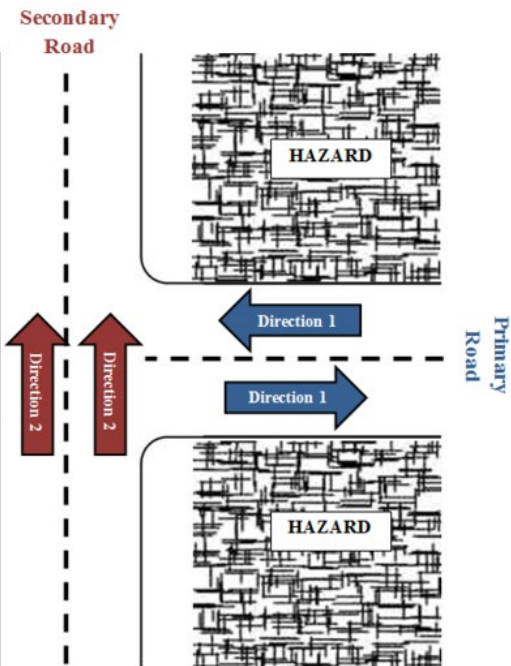 Secondary
Road
HAZARD
Direction 1
Direction 2
Direction 2
Primary
Road
Direction 1
HAZARD